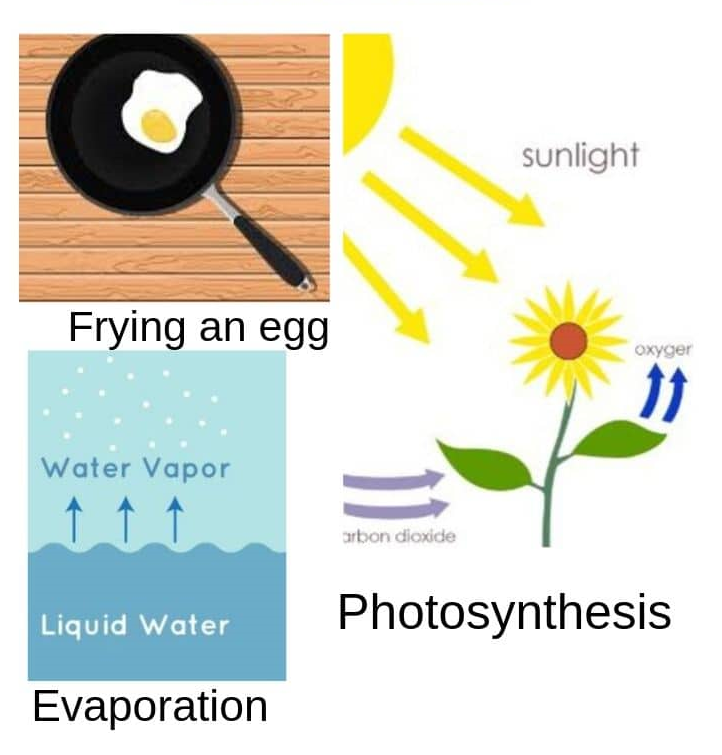 Frying an egg
Water Vapor
Liquid Water
Evaporation
sunlight
oxyger
arbon dioxide
Photosynthesis